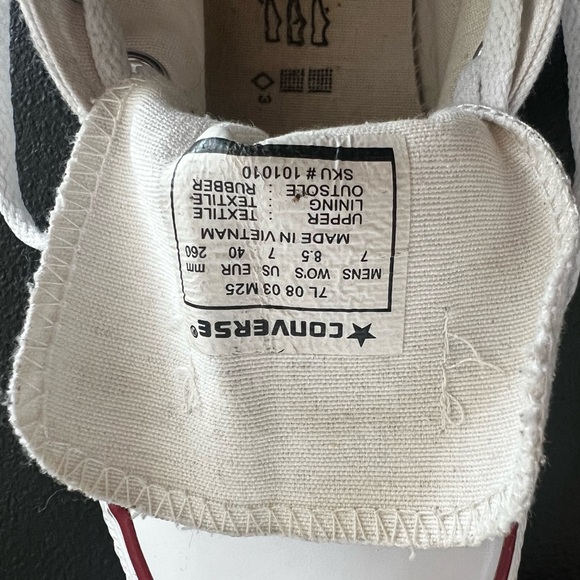 ★CONVERSE®
7L 08 03 M25
MENS WO'S US EUR mm
7 8.5 7 40 260
MADE IN VIETNAM
UPPER : TEXTILE
LINING : TEXTILE
OUTSOLE : RUBBER
SKU # 101010
3